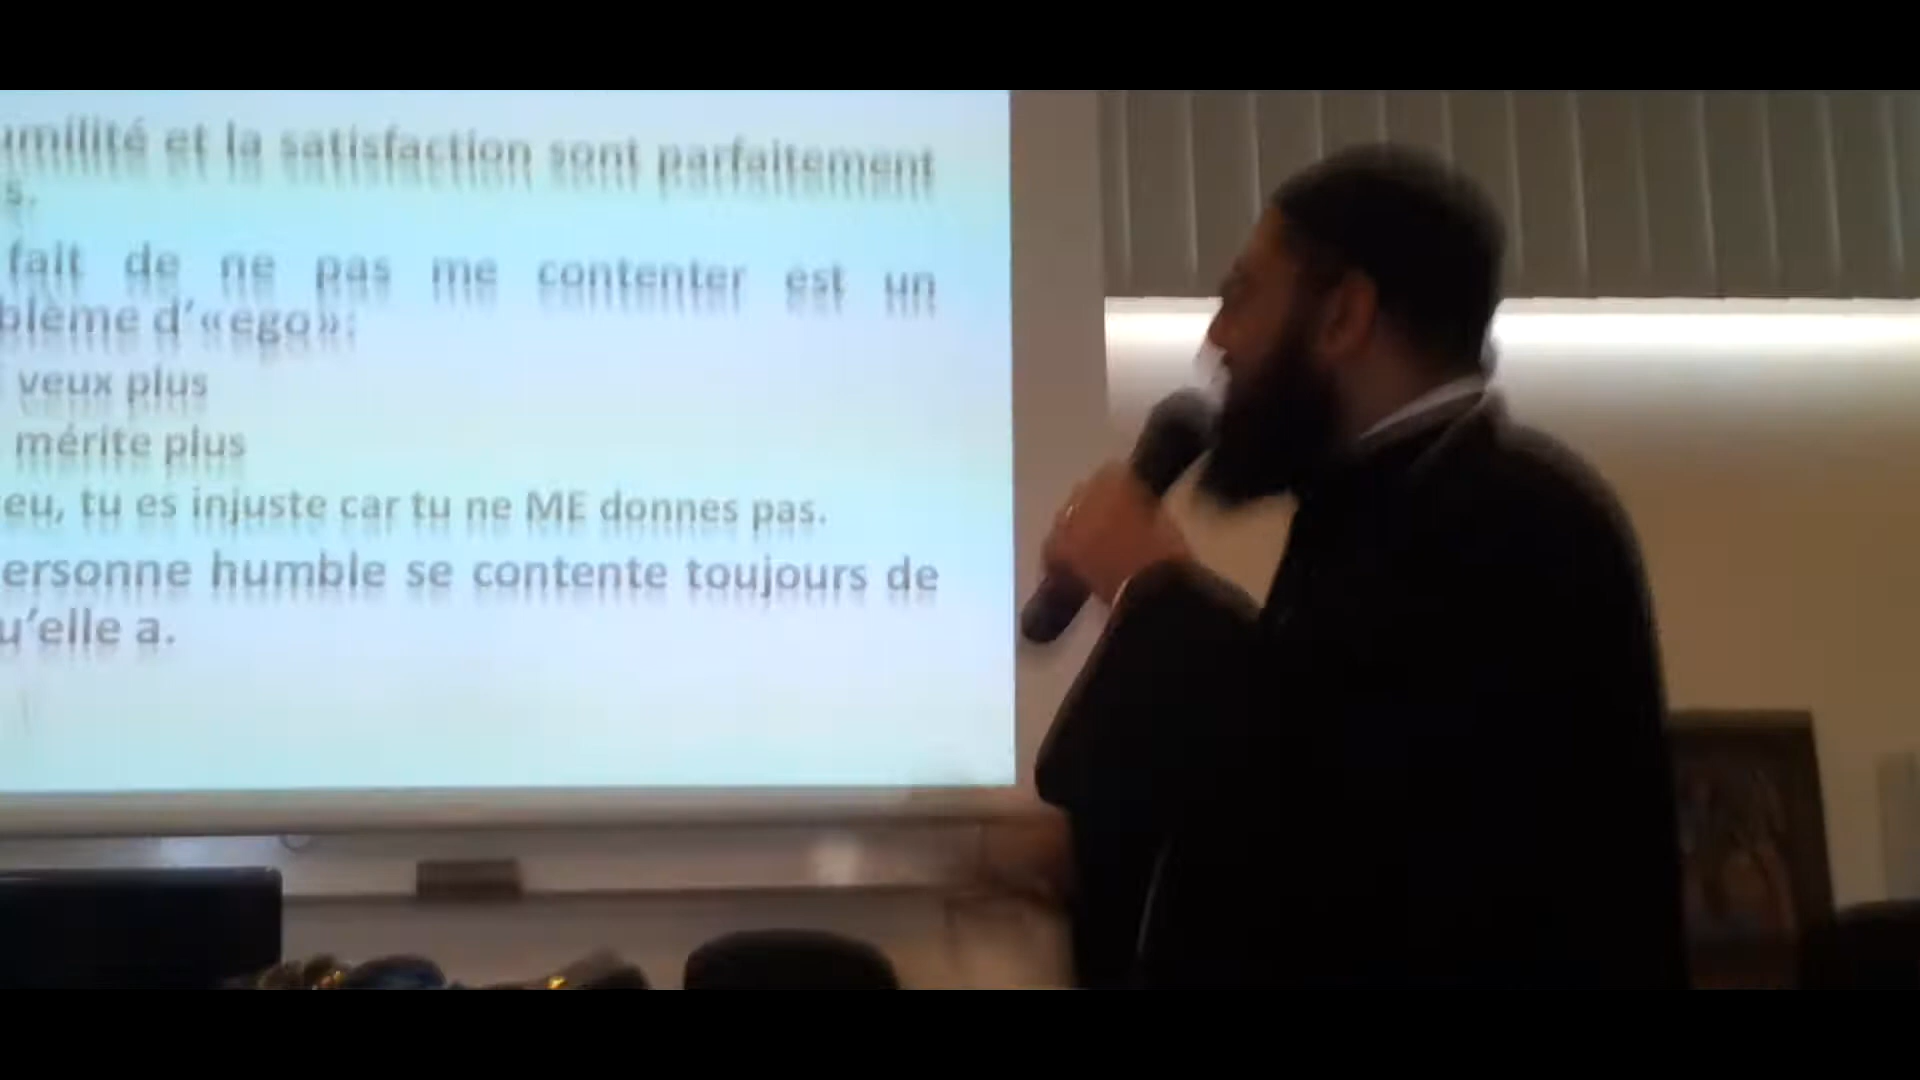 umilité et la satisfaction sont parfaitement
s.
fait de ne pas me contenter est un
blème d'«ego»:
veux plus
mérite plus
eu, tu es injuste car tu ne ME donnes pas.
ersonne humble se contente toujours de
u'elle a.